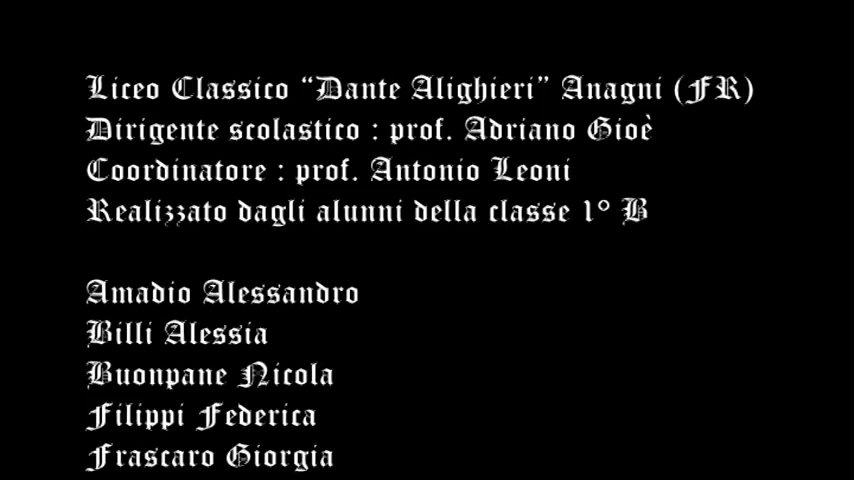 Liceo Classico “Dante Alighieri” Anagni (FR)
Dirigente scolastico : prof. Adriano Gioè
Coordinatore : prof. Antonio Leoni
Realizzato dagli alunni della classe 1° B
Amadio Alessandro
Billi Alessia
Buonpane Nicola
Filippi Federica
Frascaro Giorgia